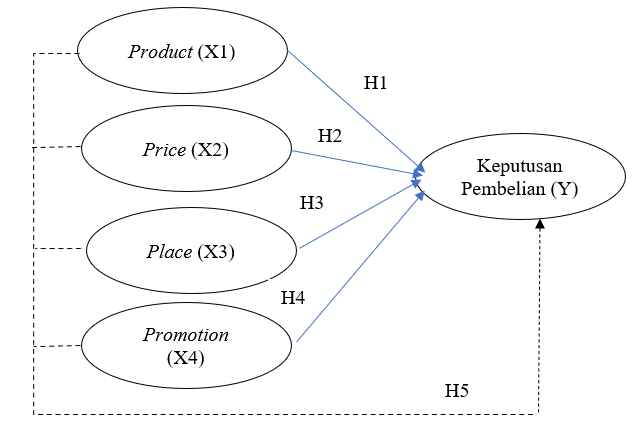 Product (X1)
H1
H2
Price (X2)
Keputusan
Pembelian (Y)
H3
Place (X3)
H4
Promotion
(X4)
H5